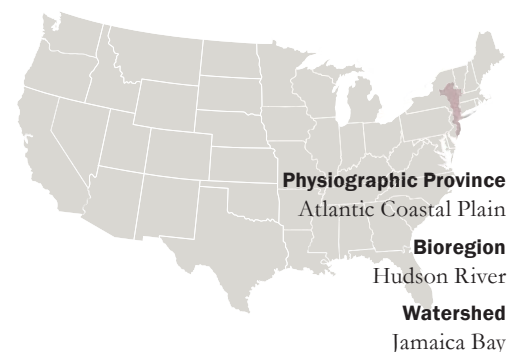 Physiographic Province
Atlantic Coastal Plain
Bioregion
Hudson River
Watershed
Jamaica Bay